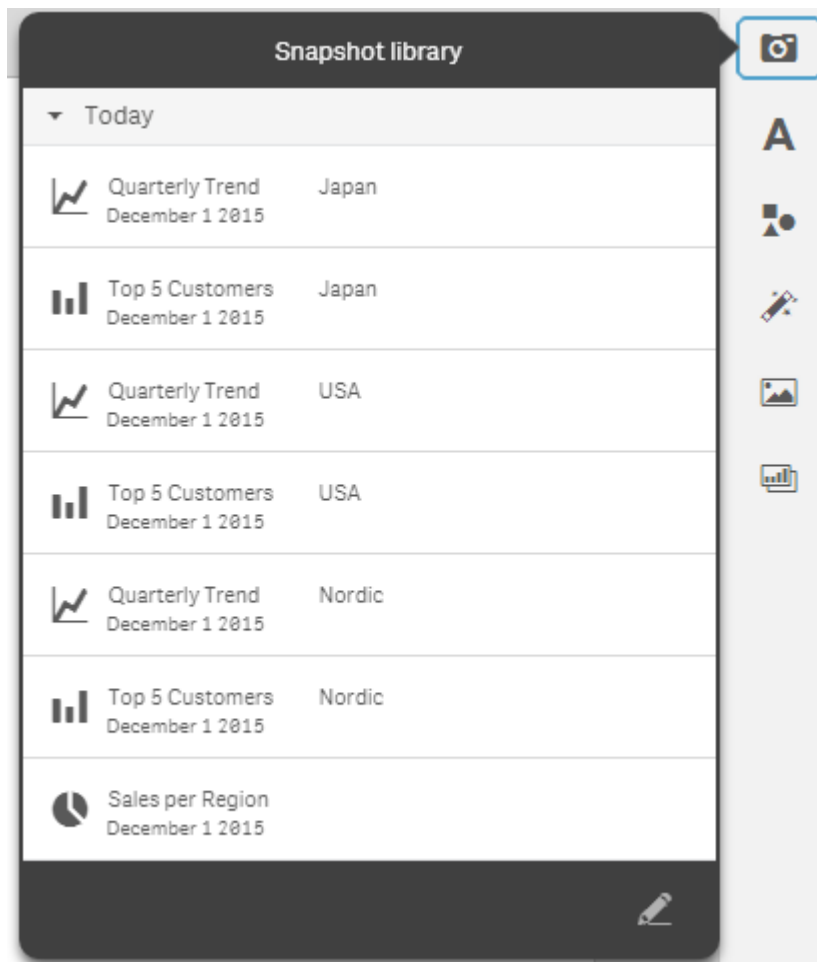 Snapshot library
Today
Quarterly Trend Japan
December 1 2015
Top 5 Customers Japan
December 1 2015
Quarterly Trend USA
December 1 2015
Top 5 Customers USA
December 1 2015
Quarterly Trend Nordic
December 1 2015
Top 5 Customers Nordic
December 1 2015
Sales per Region
December 1 2015
A